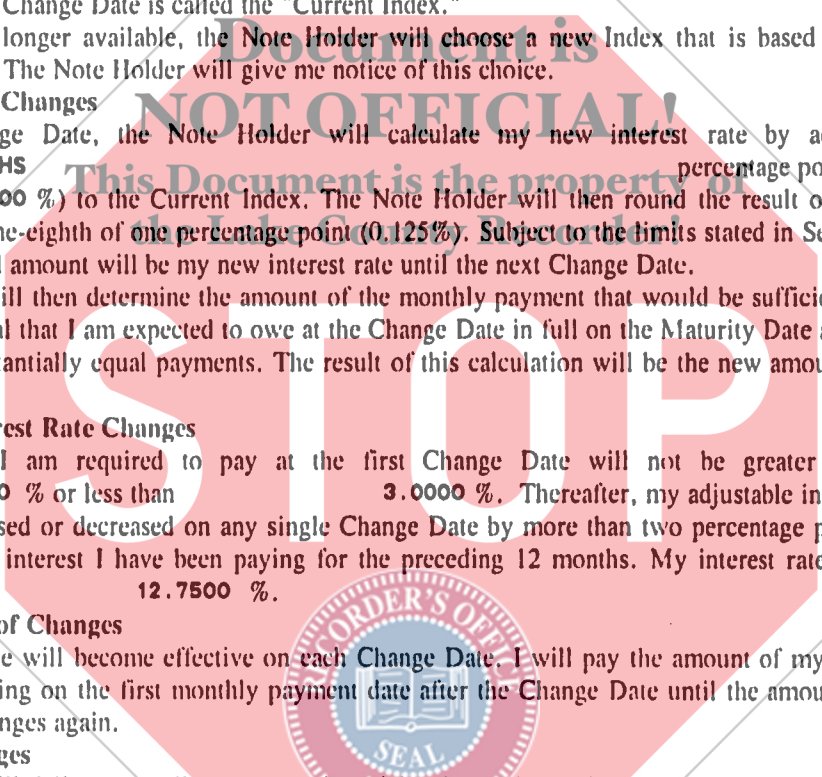 Change Date is called the "Current Index."
longer available, the Note Holder will choose a new Index that is based
The Note Holder will give me notice of this choice.
Document is
Changes
NOT OFFICIAL!
ge Date, the Note Holder will calculate my new interest rate by a
HS percentage po
This Document is the property of
00 %) to the Current Index. The Note Holder will then round the result o
the Lake County Recorder!
ne-eighth of one percentage point (0.125%). Subject to the limits stated in Se
amount will be my new interest rate until the next Change Date.
ill then determine the amount of the monthly payment that would be suffici
al that I am expected to owe at the Change Date in full on the Maturity Date
tantially equal payments. The result of this calculation will be the new amou
STOP
rest Rate Changes
I am required to pay at the first Change Date will not be greater
0 % or less than 3.0000 %. Thereafter, my adjustable in
sed or decreased on any single Change Date by more than two percentage p
interest I have been paying for the preceding 12 months. My interest rate
12.7500 %.
of Changes
e will become effective on each Change Date. I will pay the amount of my
ing on the first monthly payment date after the Change Date until the amou
nges again.
ges
RECORDER'S OFFICE
SEAL